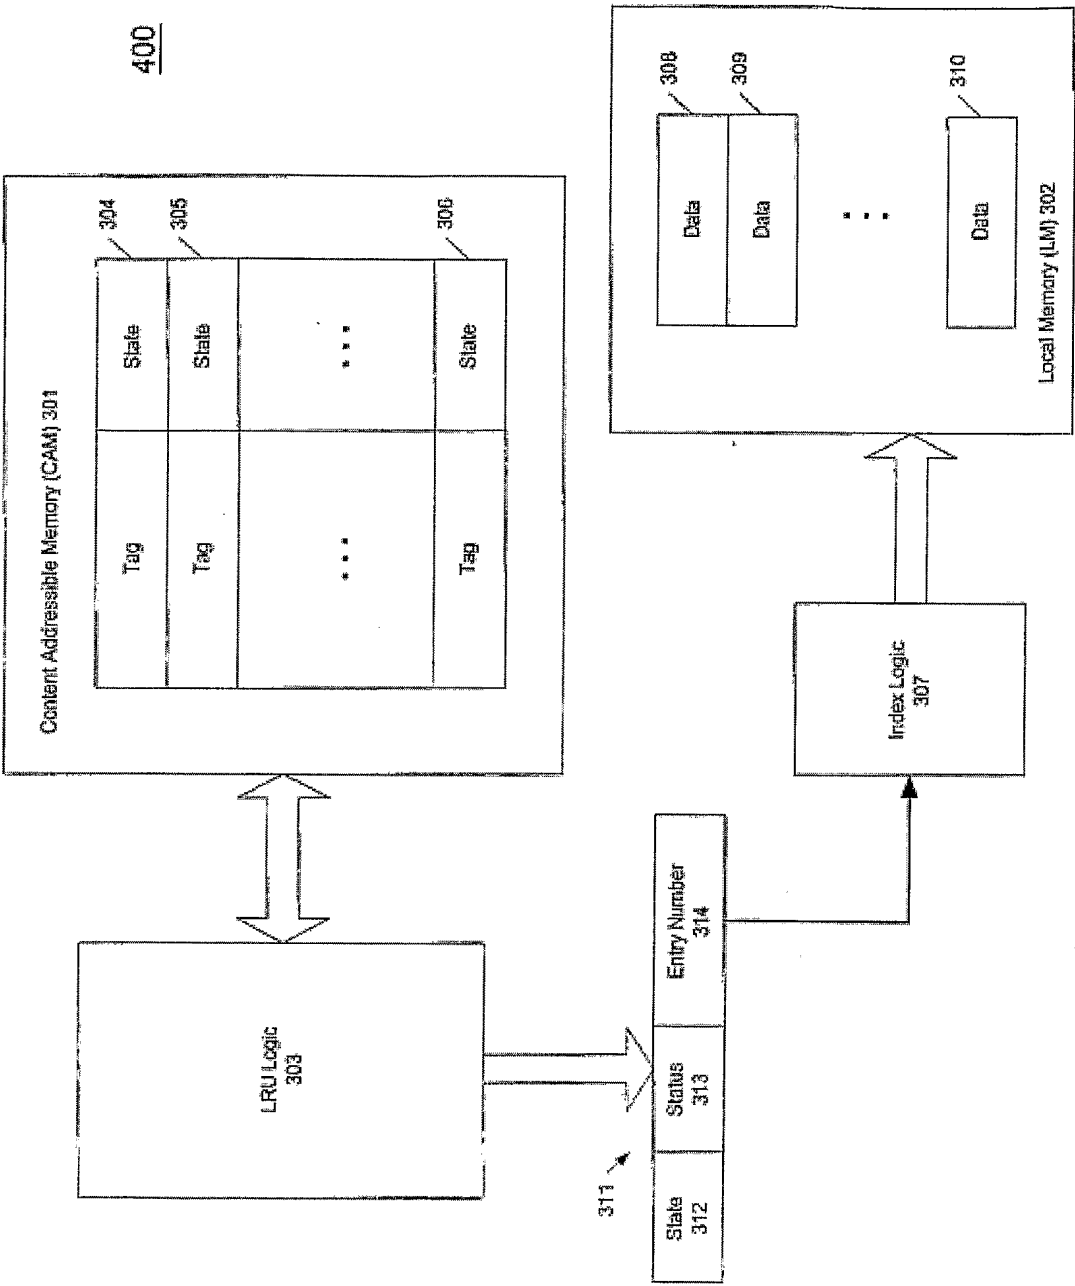 Content Addressible Memory (CAM) 301
400
304
Tag
State
305
Tag
State
LRU Logic
303
...
...
306
Tag
State
311
State
312
Status
313
Entry Number
314
Index Logic
307
308
Data
309
Data
...
310
Data
Local Memory (LM) 302